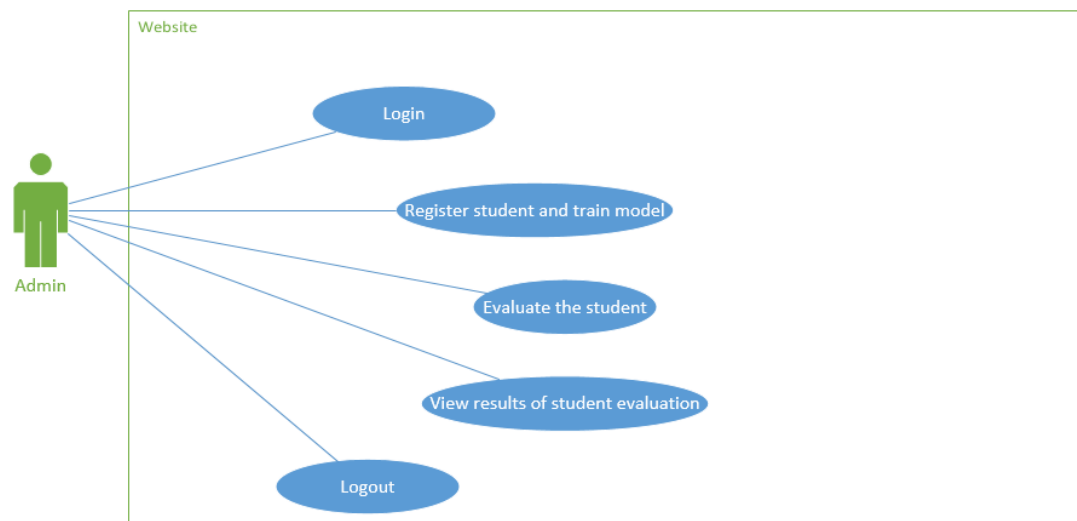 Website
Login
Register student and train model
Admin
Evaluate the student
View results of student evaluation
Logout